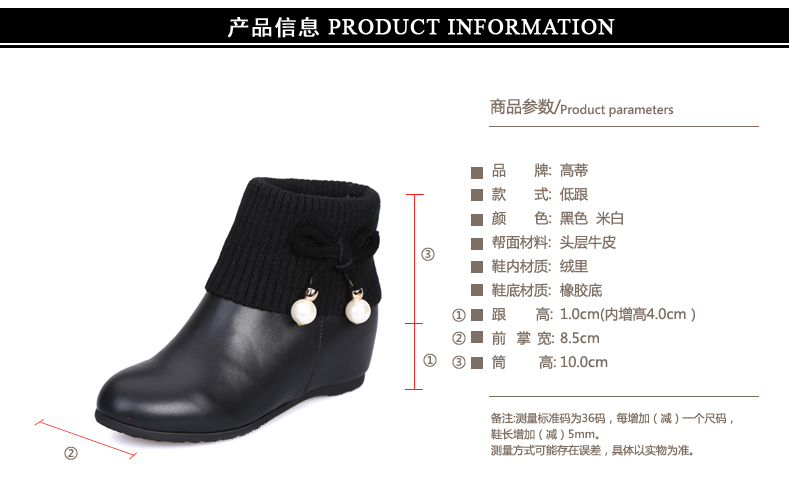 产品信息 PRODUCT INFORMATION
商品参数/Product parameters
品 牌: 高蒂
款 式: 低跟
颜 色: 黑色 米白
帮面材料: 头层牛皮
鞋内材质: 绒里
鞋底材质: 橡胶底
① 跟 高: 1.0cm(内增高4.0cm )
② 前 掌 宽: 8.5cm
③ 筒 高: 10.0cm
③
①
②
备注:测量标准码为36码，每增加（减）一个尺码，
鞋长增加（减）5mm。
测量方式可能存在误差，具体以实物为准。